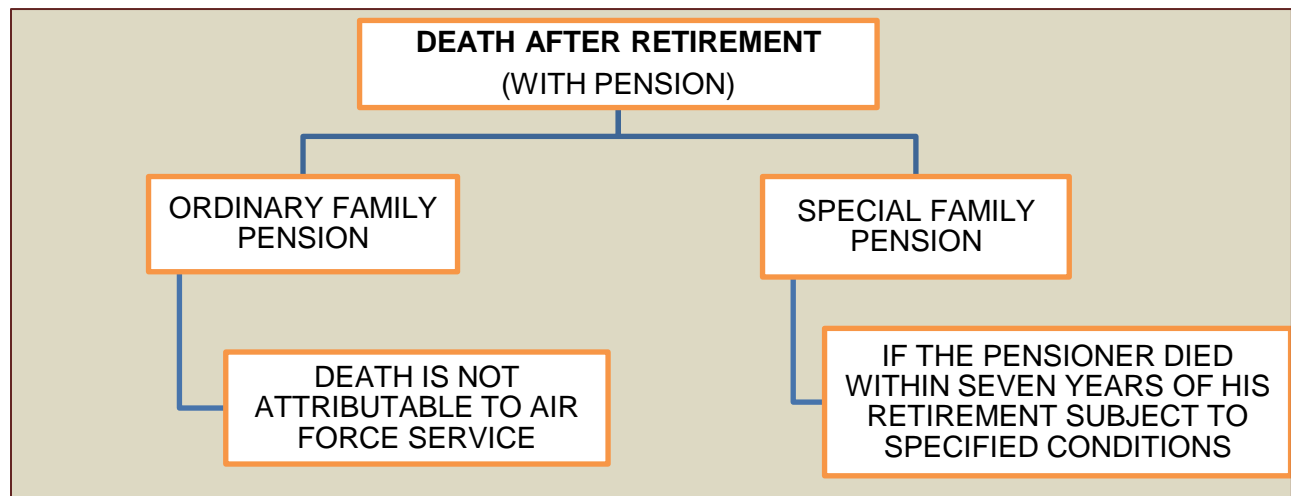 DEATH AFTER RETIREMENT
(WITH PENSION)
ORDINARY FAMILY
PENSION
SPECIAL FAMILY
PENSION
DEATH IS NOT
ATTRIBUTABLE TO AIR
FORCE SERVICE
IF THE PENSIONER DIED
WITHIN SEVEN YEARS OF HIS
RETIREMENT SUBJECT TO
SPECIFIED CONDITIONS